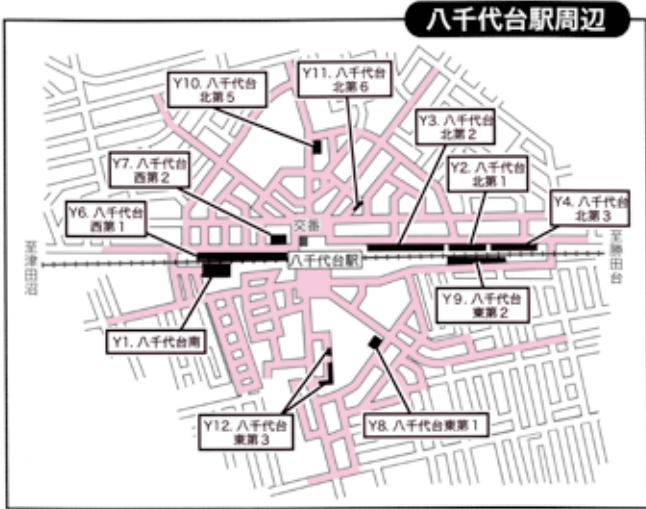 八千代台駅周辺
Y10. 八千代台
北第5
Y11. 八千代台
北第6
Y3. 八千代台
北第2
Y7. 八千代台
西第2
Y2. 八千代台
北第1
Y6. 八千代台
西第1
Y4. 八千代台
北第3
交番
至津田沼
八千代台駅
至勝田台
Y9. 八千代台
東第2
Y1. 八千代台南
Y12. 八千代台
東第3
Y8. 八千代台東第1